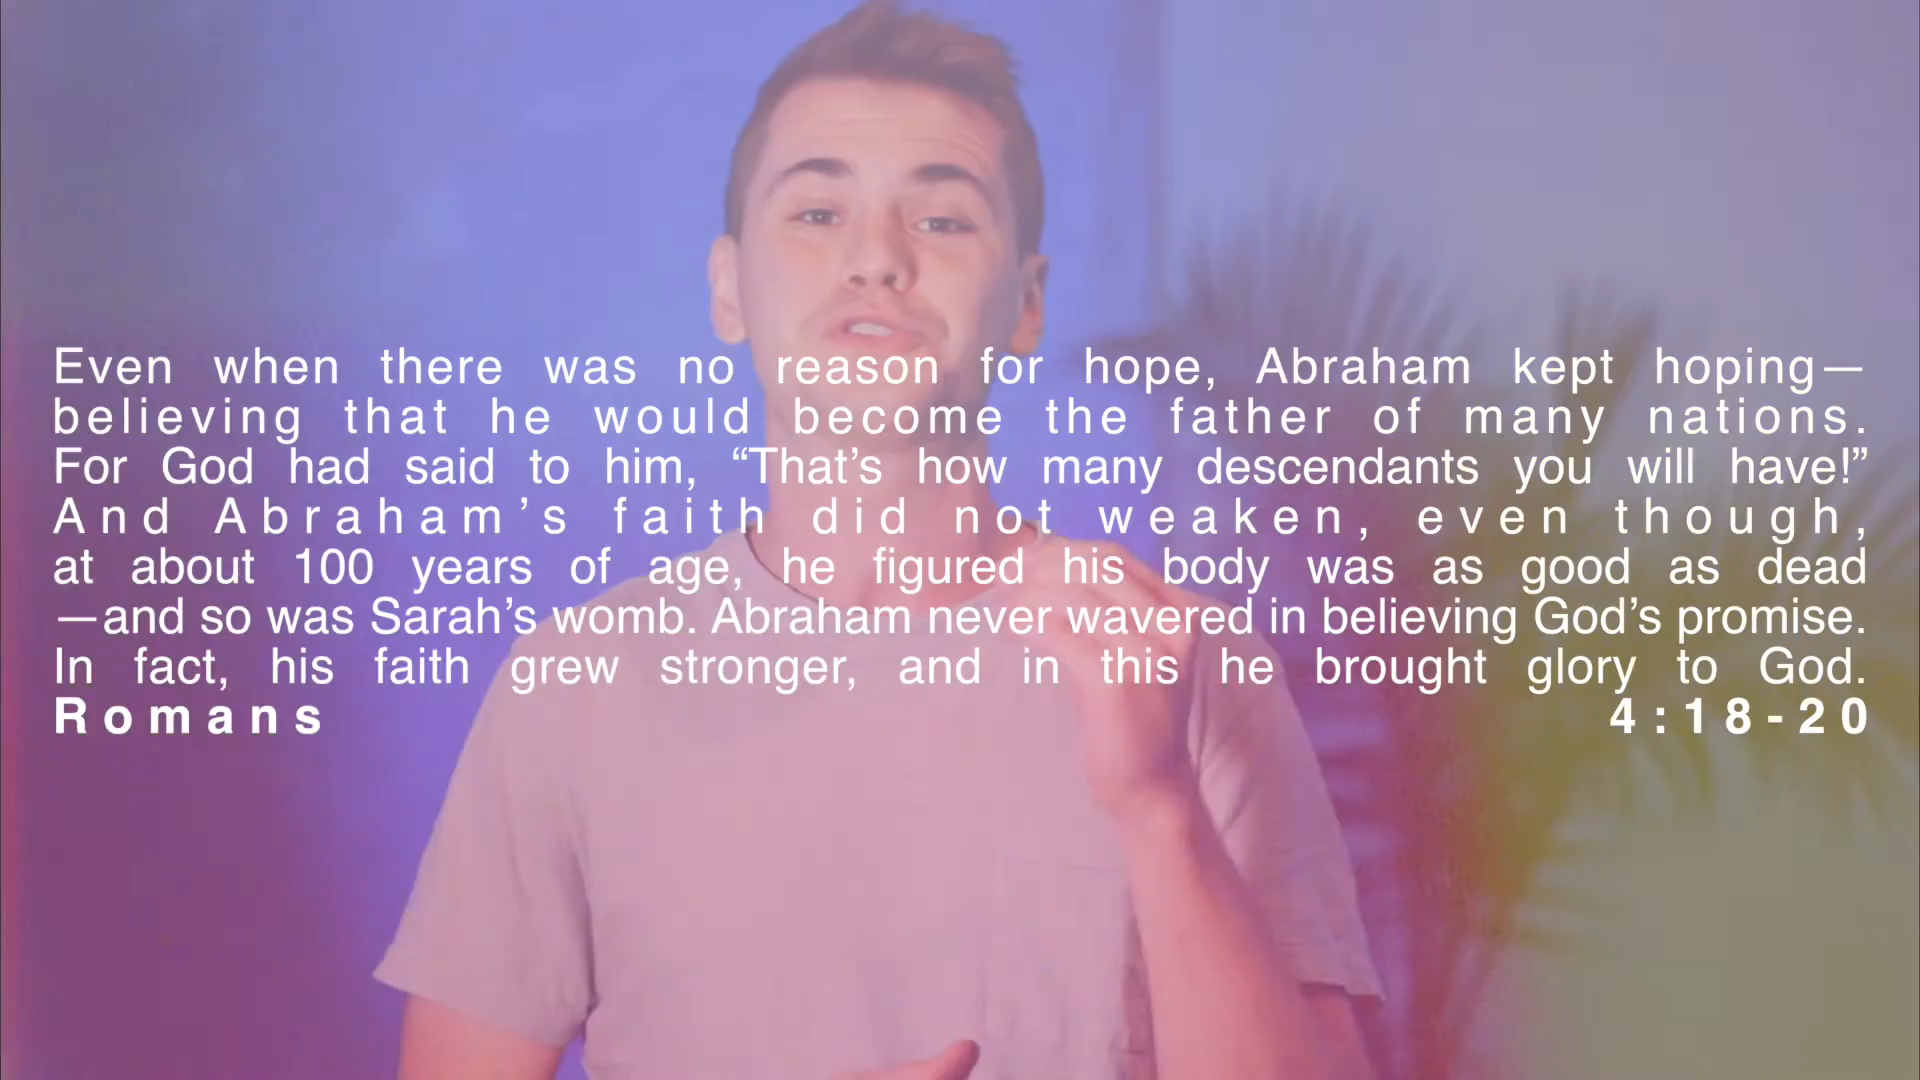 Even when there was no reason for hope, Abraham kept hoping—
believing that he would become the father of many nations.
For God had said to him, “That’s how many descendants you will have!”
And Abraham’s faith did not weaken, even though,
at about 100 years of age, he figured his body was as good as dead
—and so was Sarah’s womb. Abraham never wavered in believing God’s promise.
In fact, his faith grew stronger, and in this he brought glory to God.
Romans 4:18-20